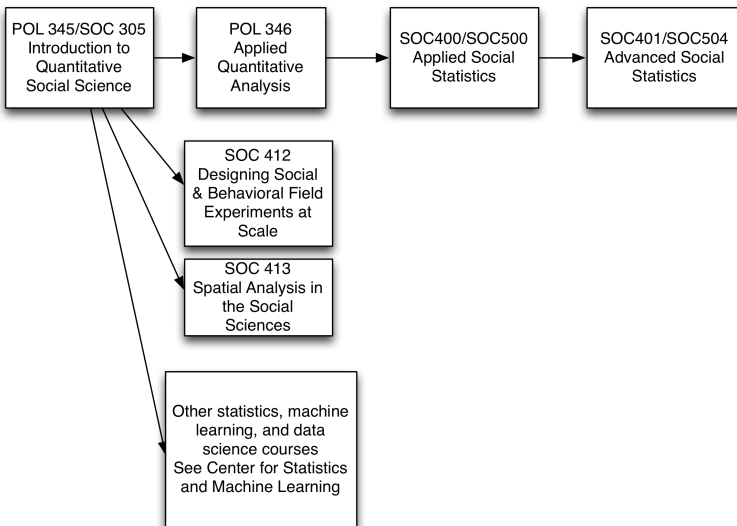 POL 345/SOC 305
Introduction to
Quantitative
Social Science
POL 346
Applied
Quantitative
Analysis
SOC400/SOC500
Applied Social
Statistics
SOC401/SOC504
Advanced Social
Statistics
SOC 412
Designing Social
& Behavioral Field
Experiments at
Scale
SOC 413
Spatial Analysis in
the Social
Sciences
Other statistics, machine
learning, and data
science courses
See Center for Statistics
and Machine Learning